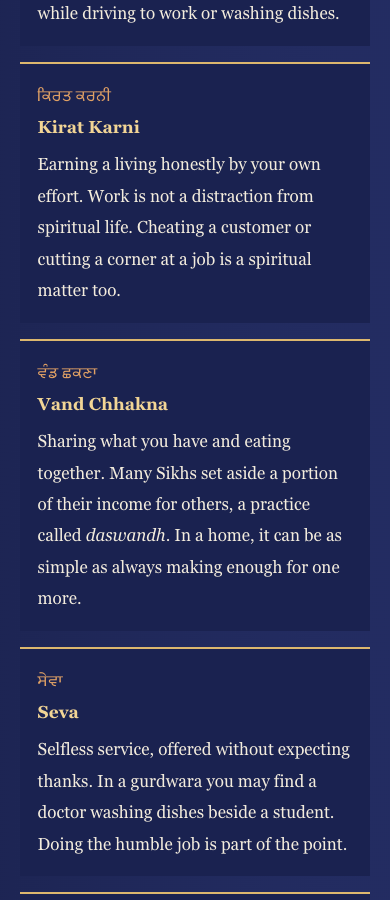 while driving to work or washing dishes.
ਕਿਰਤ ਕਰਨੀ
Kirat Karni
Earning a living honestly by your own
effort. Work is not a distraction from
spiritual life. Cheating a customer or
cutting a corner at a job is a spiritual
matter too.
ਵੰਡ ਛਕਣਾ
Vand Chhakna
Sharing what you have and eating
together. Many Sikhs set aside a portion
of their income for others, a practice
called daswandh. In a home, it can be as
simple as always making enough for one
more.
ਸੇਵਾ
Seva
Selfless service, offered without expecting
thanks. In a gurdwara you may find a
doctor washing dishes beside a student.
Doing the humble job is part of the point.